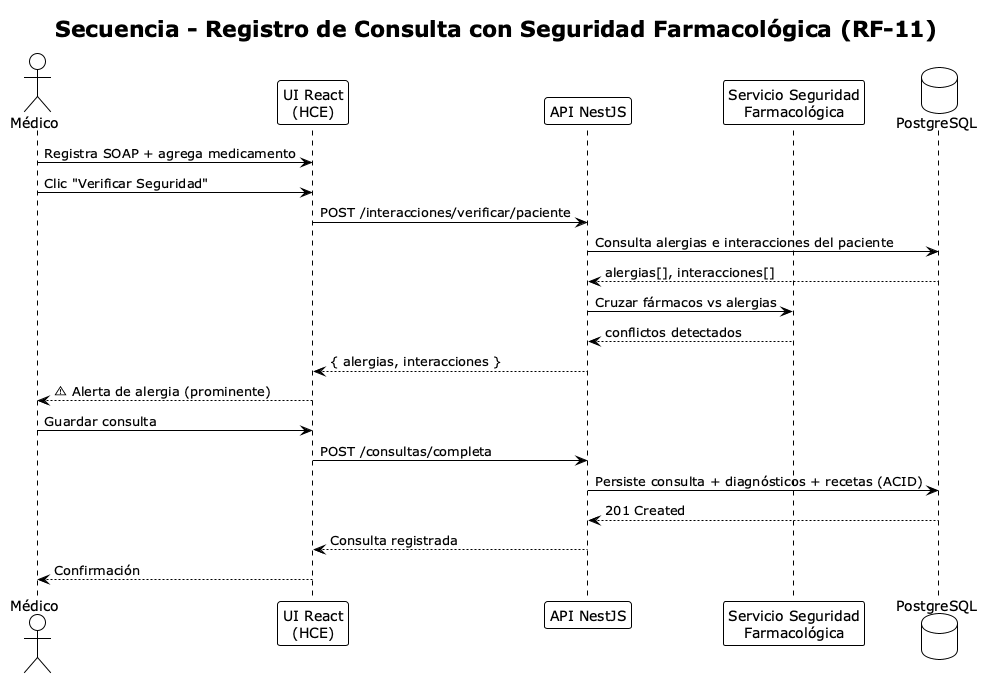 Secuencia - Registro de Consulta con Seguridad Farmacológica (RF-11)
Médico
UI React
(HCE)
API NestJS
Servicio Seguridad
Farmacológica
PostgreSQL
Registra SOAP + agrega medicamento
Clic "Verificar Seguridad"
POST /interacciones/verificar/paciente
Consulta alergias e interacciones del paciente
alergias[], interacciones[]
Cruzar fármacos vs alergias
conflictos detectados
{ alergias, interacciones }
⚠ Alerta de alergia (prominente)
Guardar consulta
POST /consultas/completa
Persiste consulta + diagnósticos + recetas (ACID)
201 Created
Consulta registrada
Confirmación
Médico
UI React
(HCE)
API NestJS
Servicio Seguridad
Farmacológica
PostgreSQL